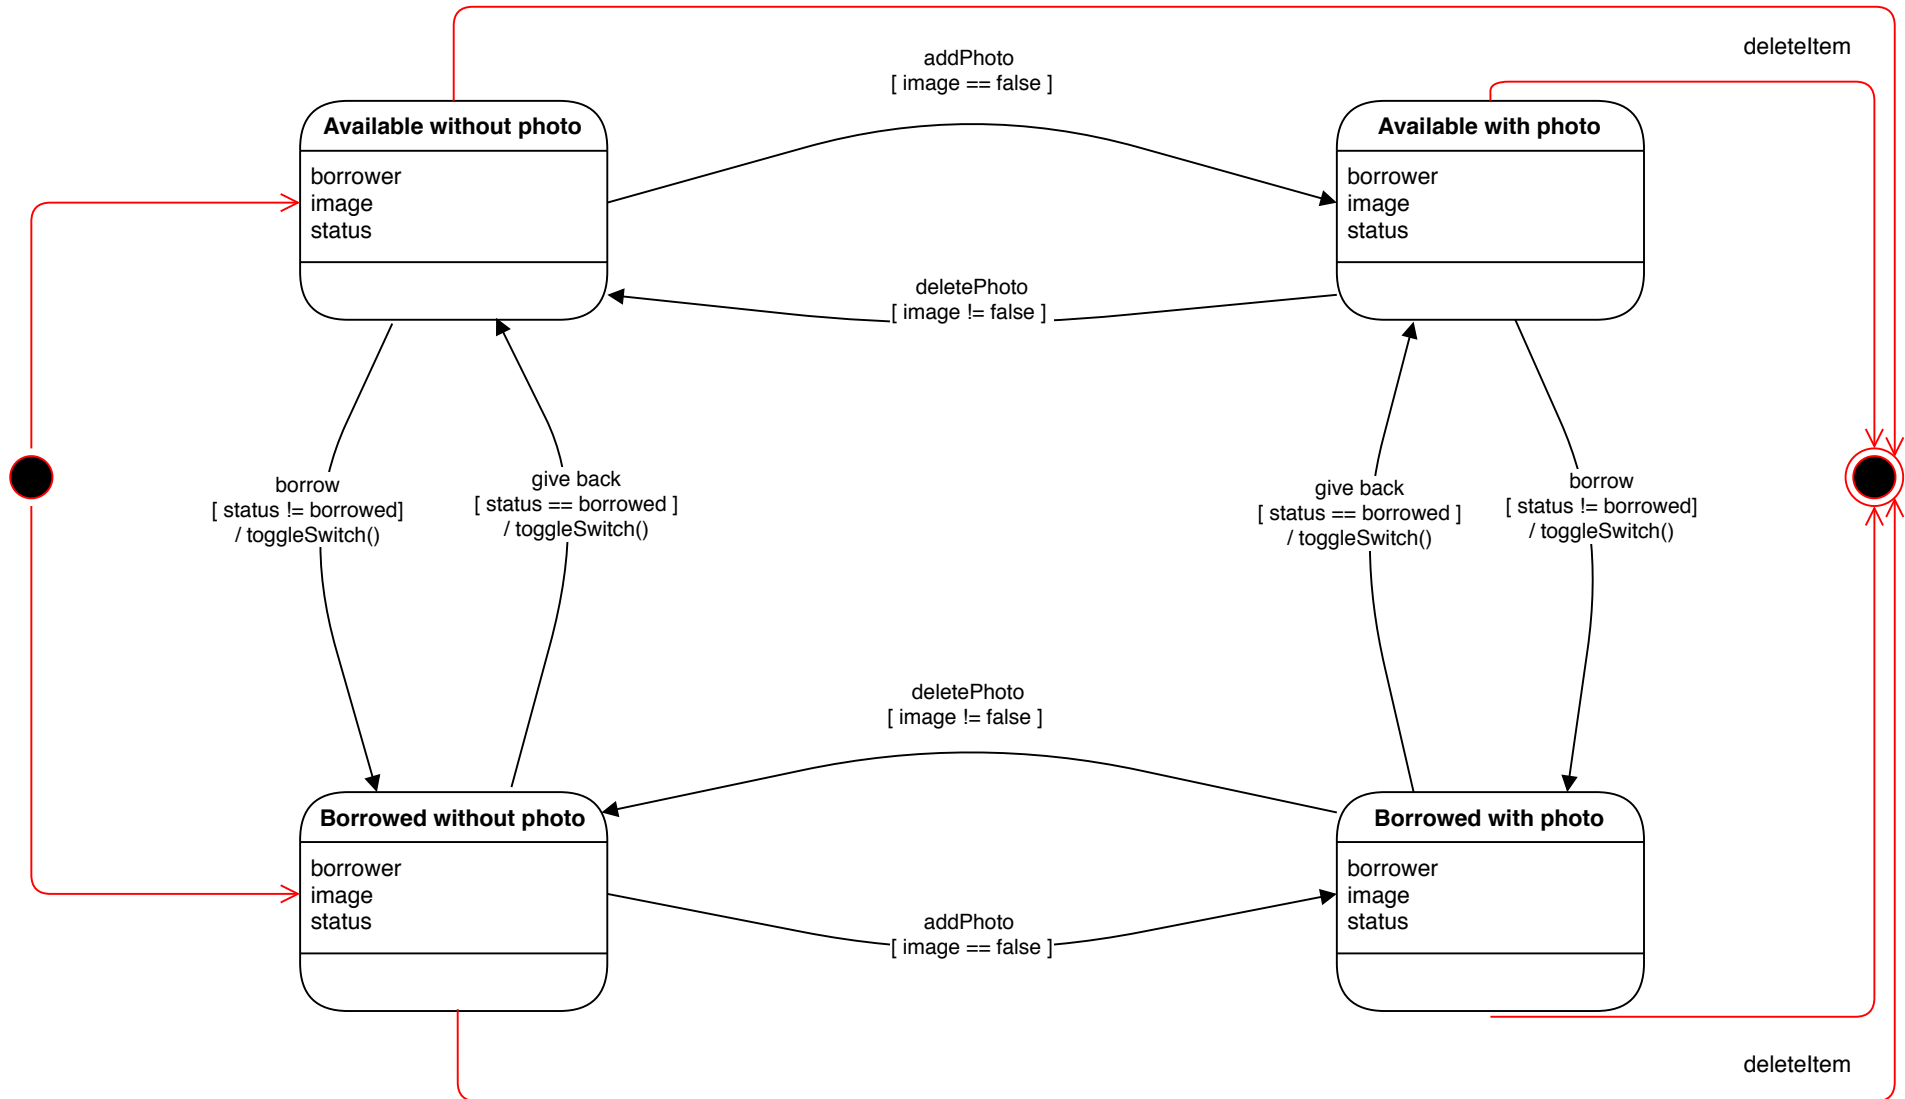 deleteItem
addPhoto
[ image == false ]
Available without photo
borrower
image
status
Available with photo
borrower
image
status
deletePhoto
[ image != false ]
borrow
[ status != borrowed]
/ toggleSwitch()
give back
[ status == borrowed ]
/ toggleSwitch()
give back
[ status == borrowed ]
/ toggleSwitch()
borrow
[ status != borrowed]
/ toggleSwitch()
deletePhoto
[ image != false ]
Borrowed without photo
borrower
image
status
Borrowed with photo
borrower
image
status
addPhoto
[ image == false ]
deleteItem